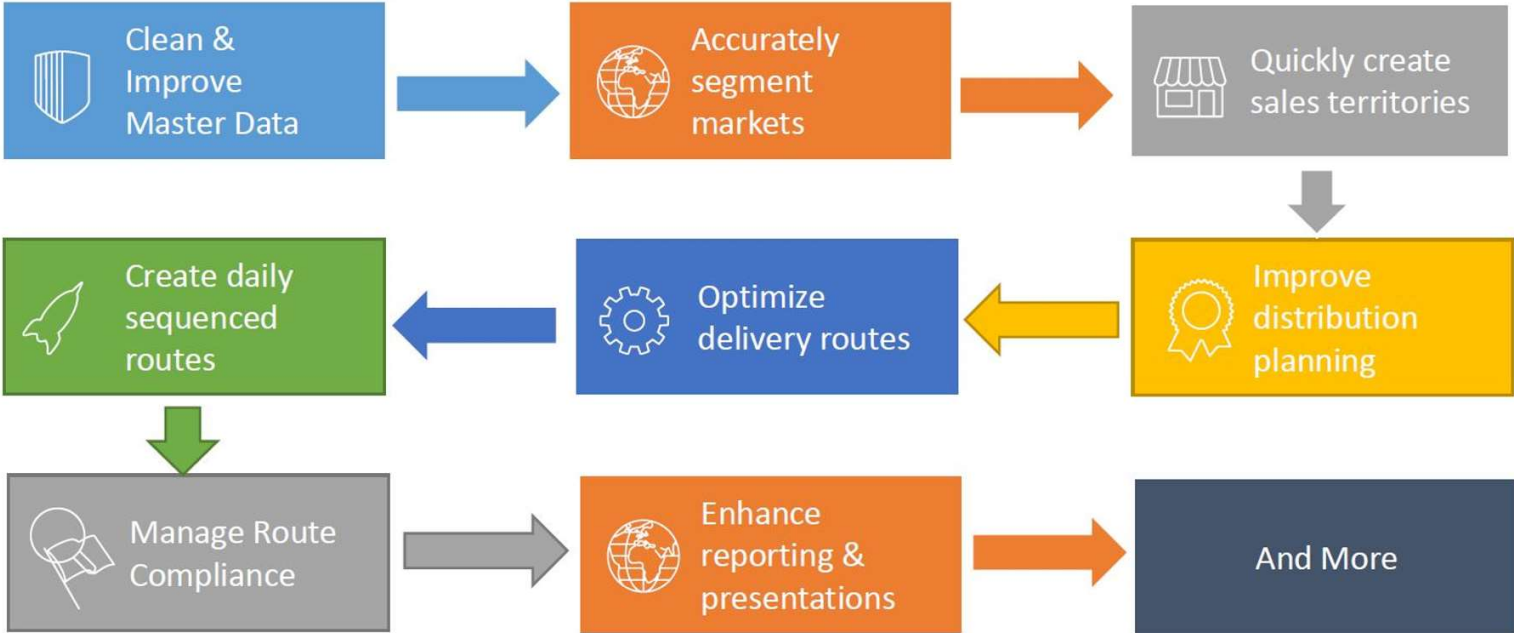 Clean &
Improve
Master Data
Accurately
segment
markets
Quickly create
sales territories
Improve
distribution
planning
Optimize
delivery routes
Create daily
sequenced
routes
Manage Route
Compliance
Enhance
reporting &
presentations
And More